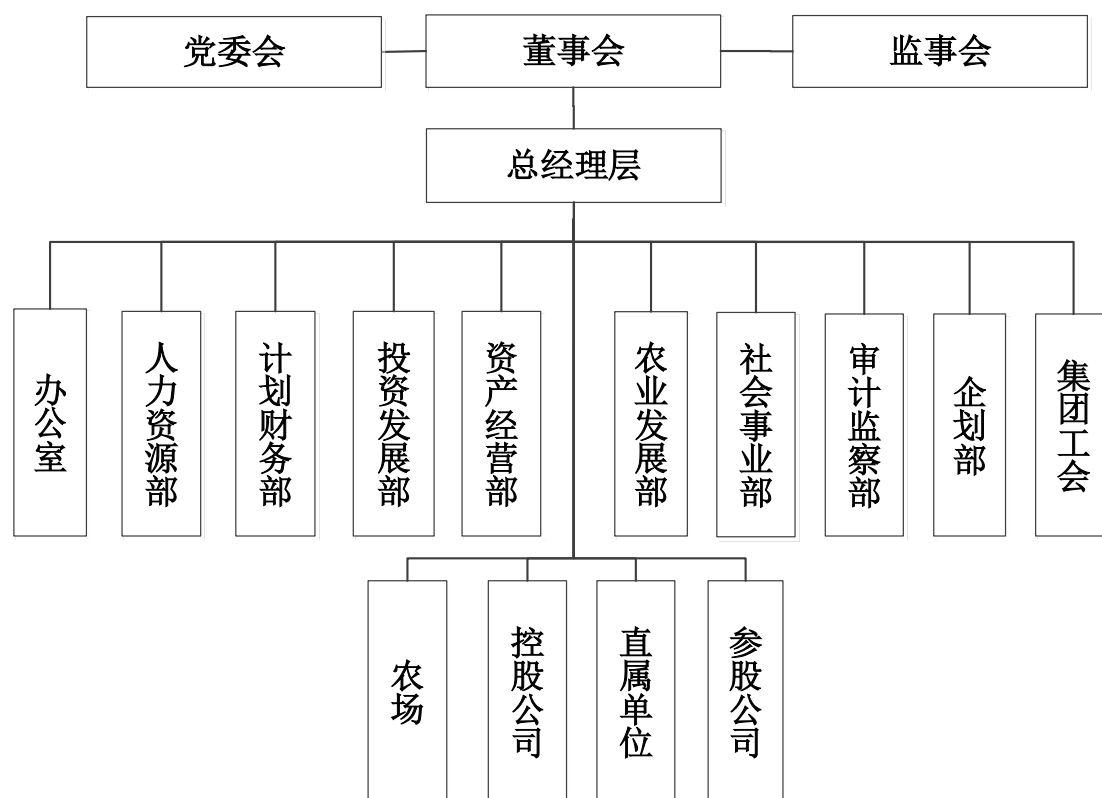 党委会
董事会
监事会
总经理层
办公室
人力资源部
计划财务部
投资发展部
资产经营部
农业发展部
社会事业部
审计监察部
企划部
集团工会
农场
控股公司
直属单位
参股公司